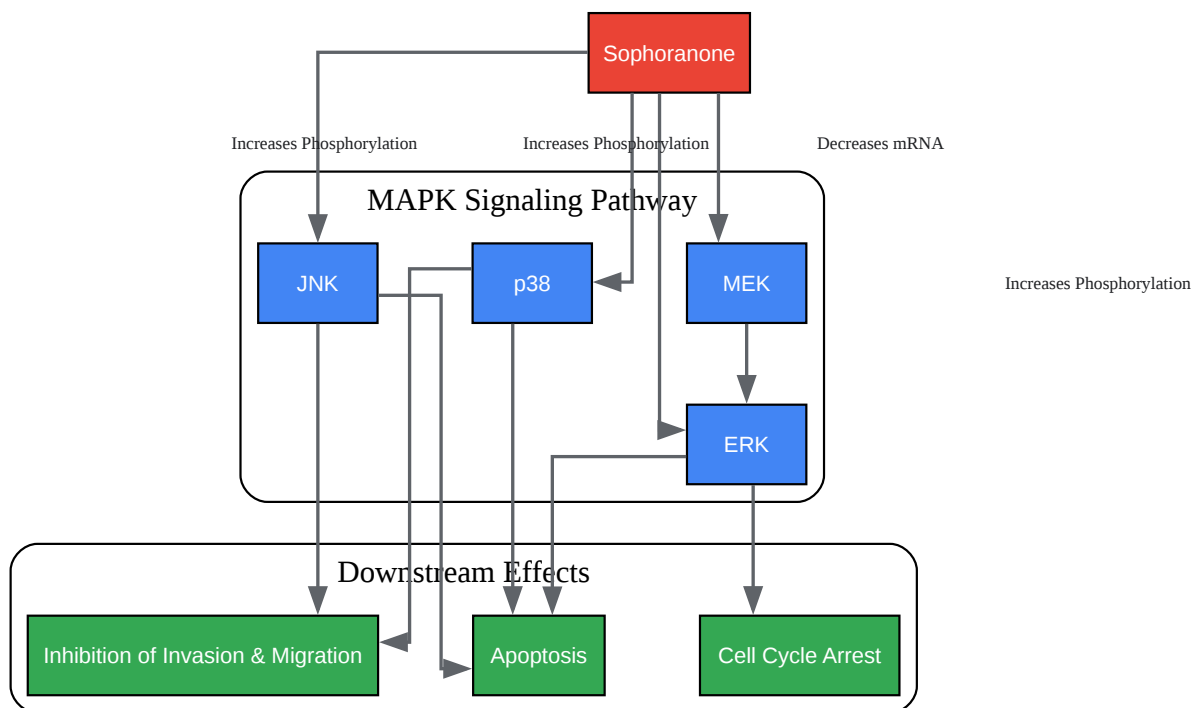 Sophoranone
Increases Phosphorylation
Increases Phosphorylation
Decreases mRNA
MAPK Signaling Pathway
JNK
p38
MEK
Increases Phosphorylation
ERK
Downstream Effects
Inhibition of Invasion & Migration
Apoptosis
Cell Cycle Arrest